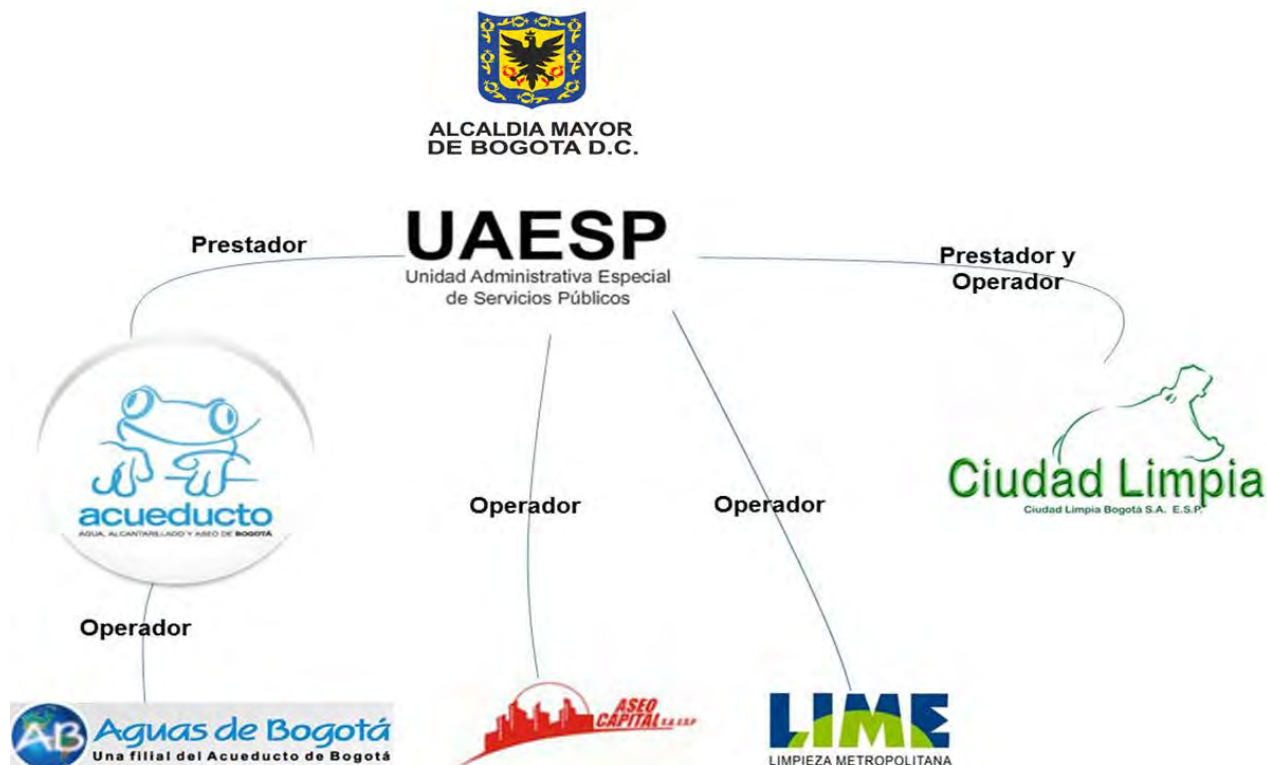 ALCALDIA MAYOR
DE BOGOTA D.C.
UAESP
Unidad Administrativa Especial
de Servicios Públicos
Prestador
Prestador y
Operador
acueducto
AGUA, ALCANTARILLADO Y ASEO DE BOGOTÁ
Ciudad Limpia
Ciudad Limpia Bogotá S.A. E.S.P.
Operador
Operador
Operador
AB
Aguas de Bogotá
Una filial del Acueducto de Bogotá
ASEO
CAPITAL S.A. E.S.P
LIME
LIMPIEZA METROPOLITANA